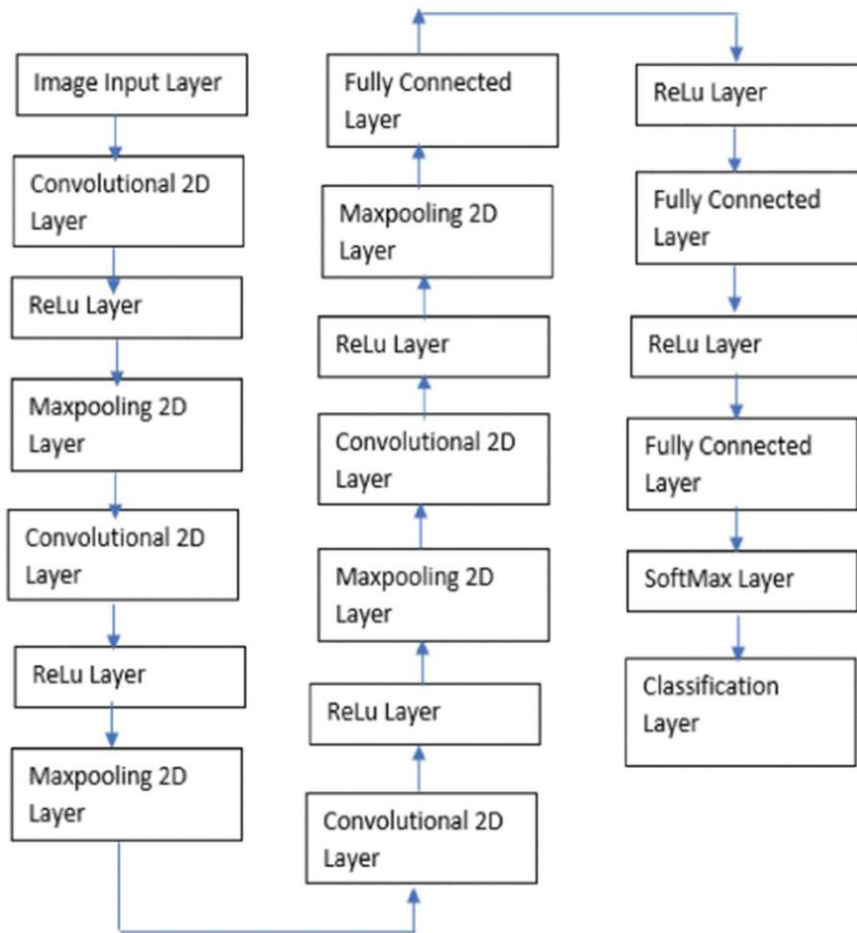 Image Input Layer
Convolutional 2D
Layer
ReLu Layer
Maxpooling 2D
Layer
Convolutional 2D
Layer
ReLu Layer
Maxpooling 2D
Layer
Fully Connected
Layer
Maxpooling 2D
Layer
ReLu Layer
Convolutional 2D
Layer
Maxpooling 2D
Layer
ReLu Layer
Convolutional 2D
Layer
ReLu Layer
Fully Connected
Layer
ReLu Layer
Fully Connected
Layer
SoftMax Layer
Classification
Layer